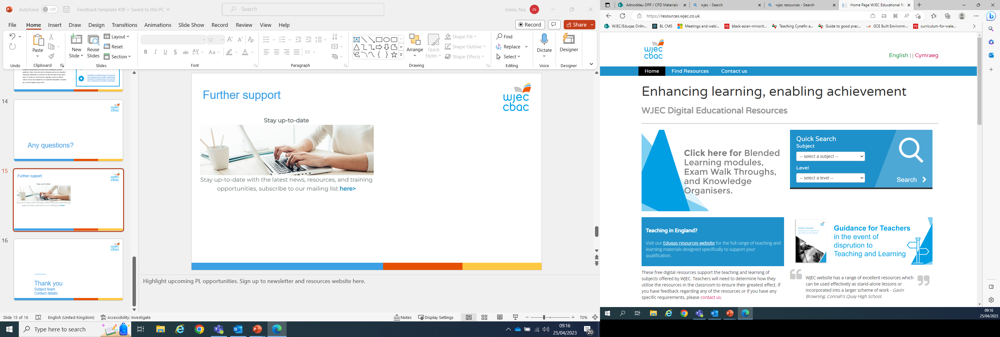 AutoSave Off Feedback template KW • Saved to this PC Search Jones, Nia JN
File Home Insert Draw Design Transitions Animations Slide Show Record Review View Help Record Share
Paste New Slide Reuse Slides Layout Reset Section
12
B I U S ab AV Aa A
Arrange Quick Styles Shape Fill Shape Outline Shape Effects
Find Replace Select
Dictate Designer
Undo Clipboard Slides Font Paragraph Drawing Editing Voice Designer
14
wjec cbac
Any questions?
15
Further support
wjec cbac
Stay up-to-date
Stay up-to-date with the latest news, resources, and training
opportunities, subscribe to our mailing list here>
16
wjec cbac
Thank you
Subject team
Contact details
Further support
wjec
cbac
Stay up-to-date
Stay up-to-date with the latest news, resources, and training
opportunities, subscribe to our mailing list here>
Highlight upcoming PL opportunities. Sign up to newsletter and resources website here.
Slide 15 of 16 English (United Kingdom) Accessibility: Investigate Notes Display Settings 70%
Type here to search
09:16
25/04/2023
20
Adnoddau DPP / CPD Materials wjec - Search wjec resources - Search Home Page WJEC Educational Re
https://resources.wjec.co.uk
WJEC/Eduqas Onlin... BL CMS Meetings and webi... black-asian-minorit... Teaching Cynefin a... Guide to good prac... GCE Built Environm... curriculum-for-wale...
wjec
cbac
English || Cymraeg
Home Find Resources Contact us
Enhancing learning, enabling achievement
WJEC Digital Educational Resources
Click here for Blended
Learning modules,
Exam Walk Throughs,
and Knowledge
Organisers.
Quick Search
Subject
-- select a subject --
Level
-- select a level --
Search
Teaching in England?
Visit our Eduqas resources website for the full range of teaching and
learning materials designed specifically to support your
qualification.
Distance learning
Guidance for Teachers
in the event of
disprution to
Teaching and Learning
These free digital resources support the teaching and learning of
subjects offered by WJEC. Teachers will need to determine how they
utilise the resources in the classroom to ensure their greatest effect. If
you have feedback regarding any of the resources or if you have any
specific requirements, please contact us.
WJEC website has a range of excellent resources which
can be used effectively as stand-alone lessons or
incorporated into a larger scheme of work - Gavin
Browning, Connah's Quay High School.
09:16
25/04/2023